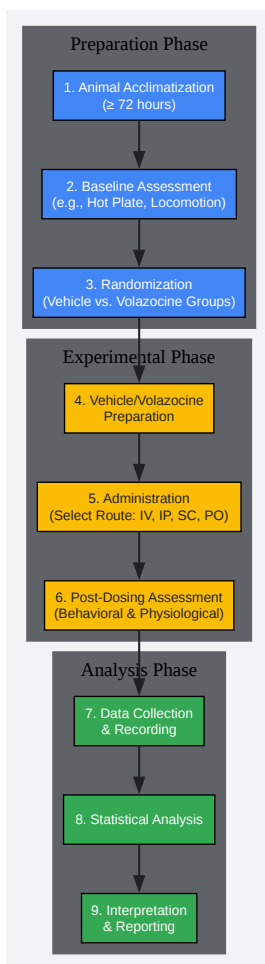 Preparation Phase
1. Animal Acclimatization
(≥ 72 hours)
2. Baseline Assessment
(e.g., Hot Plate, Locomotion)
3. Randomization
(Vehicle vs. Volazocine Groups)
Experimental Phase
4. Vehicle/Volazocine
Preparation
5. Administration
(Select Route: IV, IP, SC, PO)
6. Post-Dosing Assessment
(Behavioral & Physiological)
Analysis Phase
7. Data Collection
& Recording
8. Statistical Analysis
9. Interpretation
& Reporting